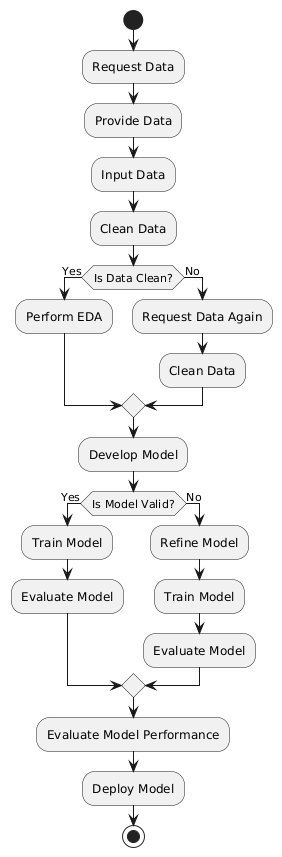 Request Data
Provide Data
Input Data
Clean Data
Yes
Is Data Clean?
No
Perform EDA
Request Data Again
Clean Data
Develop Model
Yes
Is Model Valid?
No
Train Model
Refine Model
Evaluate Model
Train Model
Evaluate Model
Evaluate Model Performance
Deploy Model